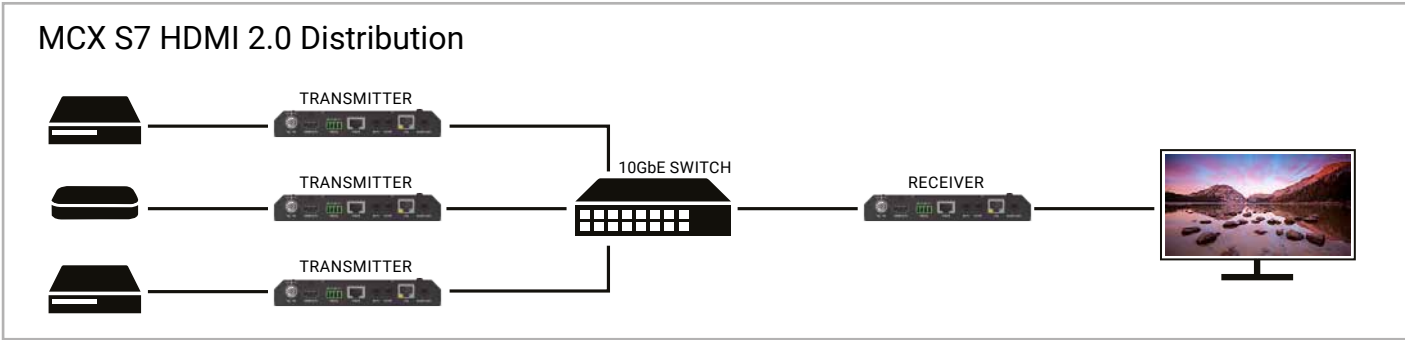 MCX S7 HDMI 2.0 Distribution
TRANSMITTER
10GbE SWITCH
TRANSMITTER
RECEIVER
TRANSMITTER